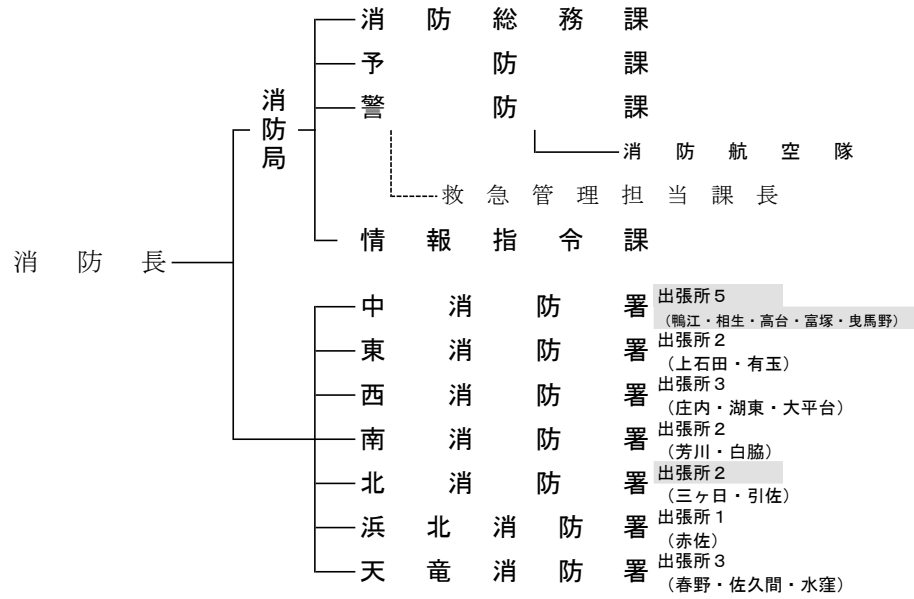 消防総務課
予防課
警防課
消防局
消防航空隊
救急管理担当課長
情報指令課
消防長
中消防署 出張所5
（鴨江・相生・高台・富塚・曳馬野）
東消防署 出張所2
（上石田・有玉）
西消防署 出張所3
（庄内・湖東・大平台）
南消防署 出張所2
（芳川・白脇）
北消防署 出張所2
（三ヶ日・引佐）
浜北消防署 出張所1
（赤佐）
天竜消防署 出張所3
（春野・佐久間・水窪）